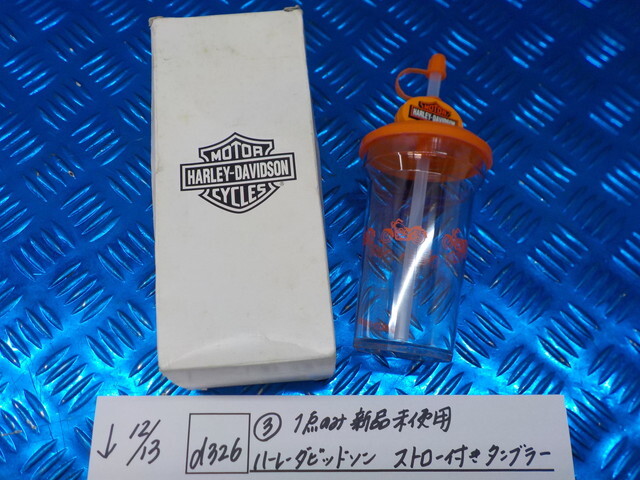 MOTOR
HARLEY-DAVIDSON
CYCLES
MOTOR
HARLEY-DAVIDSON
↓ 12/13 d326 ③ 1点のみ 新品未使用
ハーレーダビッドソン ストロー付きタンブラー